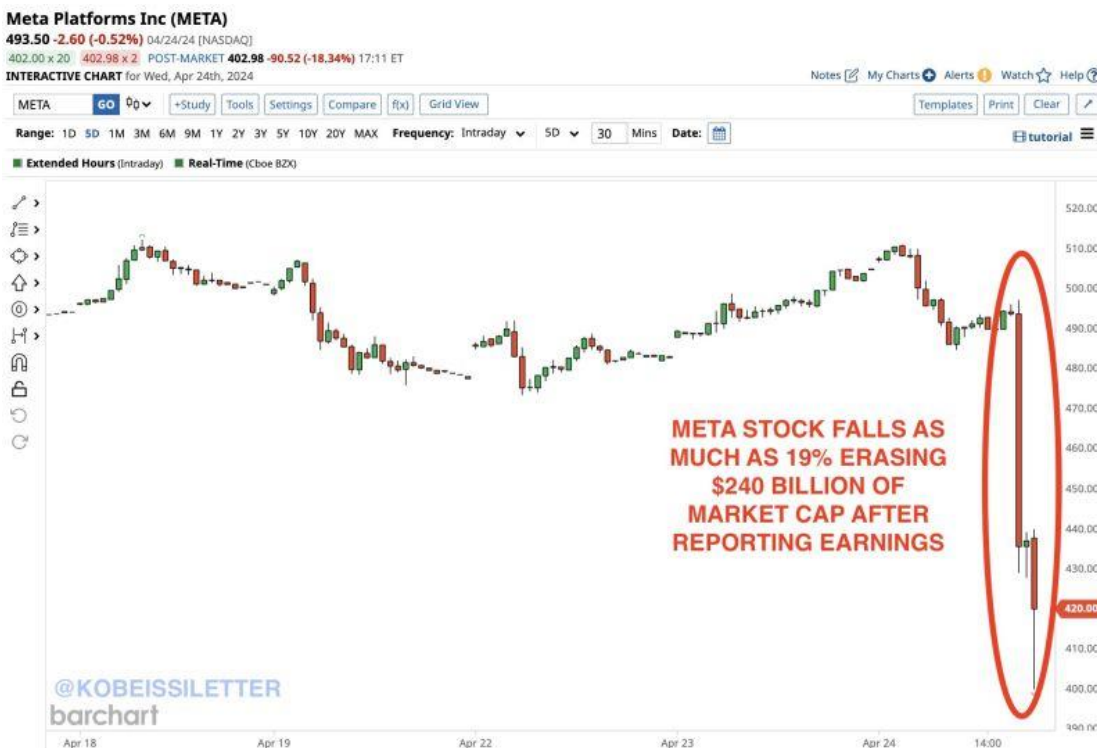 Meta Platforms Inc (META)
493.50 -2.60 (-0.52%) 04/24/24 [NASDAQ]
402.00 x 20 402.98 x 2 POST-MARKET 402.98 -90.52 (-18.34%) 17:11 ET
INTERACTIVE CHART for Wed, Apr 24th, 2024
Notes My Charts Alerts Watch Help
META GO +Study Tools Settings Compare f(x) Grid View Templates Print Clear
Range: 1D 5D 1M 3M 6M 9M 1Y 2Y 3Y 5Y 10Y 20Y MAX Frequency: Intraday 5D 30 Mins Date: tutorial
Extended Hours (Intraday) Real-Time (Cboe BZX)
520.00
510.00
500.00
490.00
480.00
470.00
460.00
450.00
440.00
430.00
420.00
410.00
400.00
390.00
META STOCK FALLS AS
MUCH AS 19% ERASING
$240 BILLION OF
MARKET CAP AFTER
REPORTING EARNINGS
@KOBEISSILETTER
barchart
Apr 18 Apr 19 Apr 22 Apr 23 Apr 24 14:00